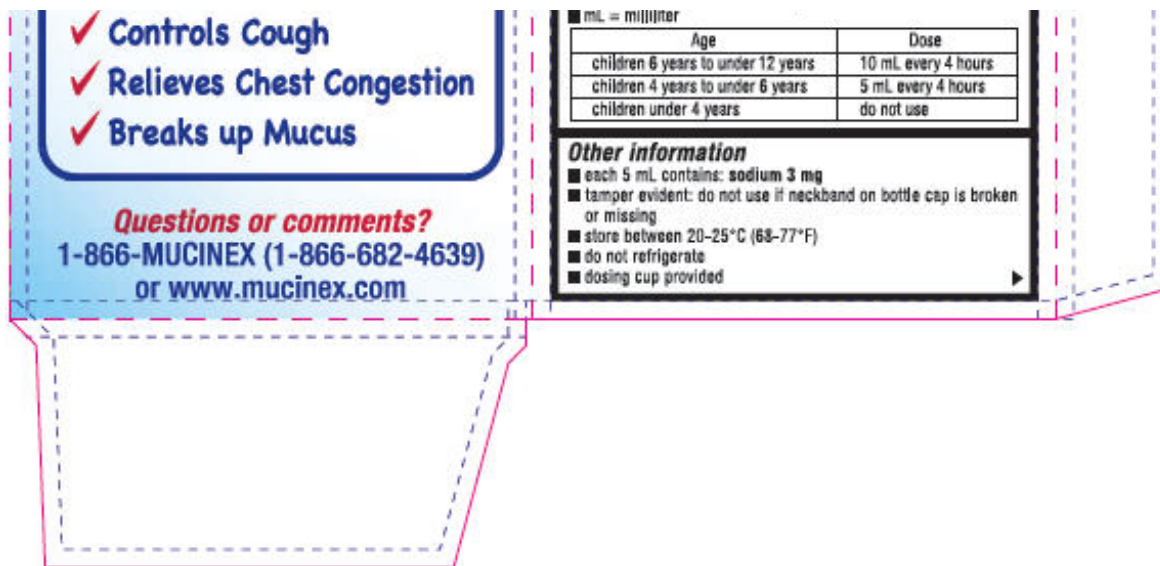 ✓ Controls Cough
✓ Relieves Chest Congestion
✓ Breaks up Mucus
Questions or comments?
1-866-MUCINEX (1-866-682-4639)
or www.mucinex.com
■ mL = milliliter
Age Dose
children 6 years to under 12 years 10 mL every 4 hours
children 4 years to under 6 years 5 mL every 4 hours
children under 4 years do not use
Other information
■ each 5 mL contains: sodium 3 mg
■ tamper evident: do not use if neckband on bottle cap is broken
or missing
■ store between 20–25°C (68–77°F)
■ do not refrigerate
■ dosing cup provided